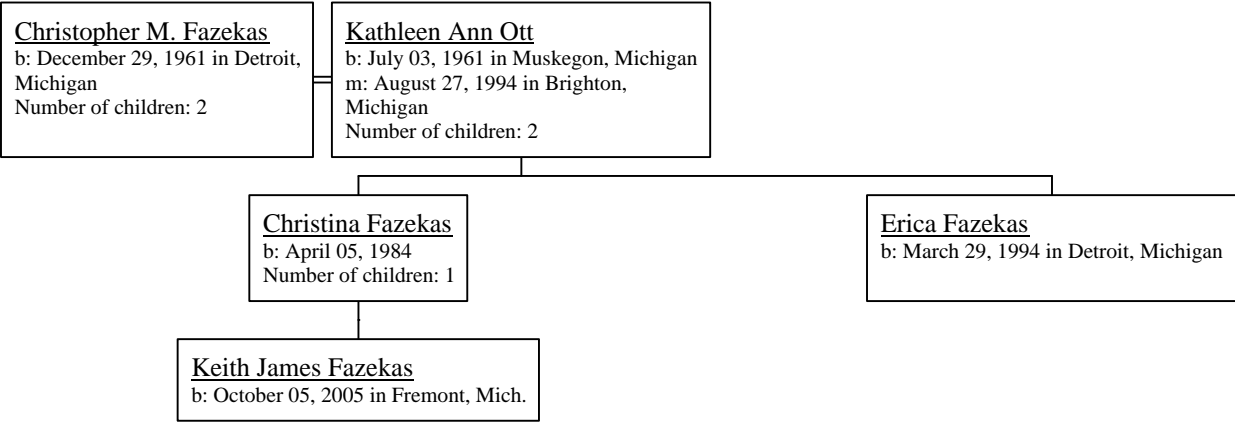 Christopher M. Fazekas
b: December 29, 1961 in Detroit,
Michigan
Number of children: 2
Kathleen Ann Ott
b: July 03, 1961 in Muskegon, Michigan
m: August 27, 1994 in Brighton,
Michigan
Number of children: 2
Christina Fazekas
b: April 05, 1984
Number of children: 1
Erica Fazekas
b: March 29, 1994 in Detroit, Michigan
Keith James Fazekas
b: October 05, 2005 in Fremont, Mich.